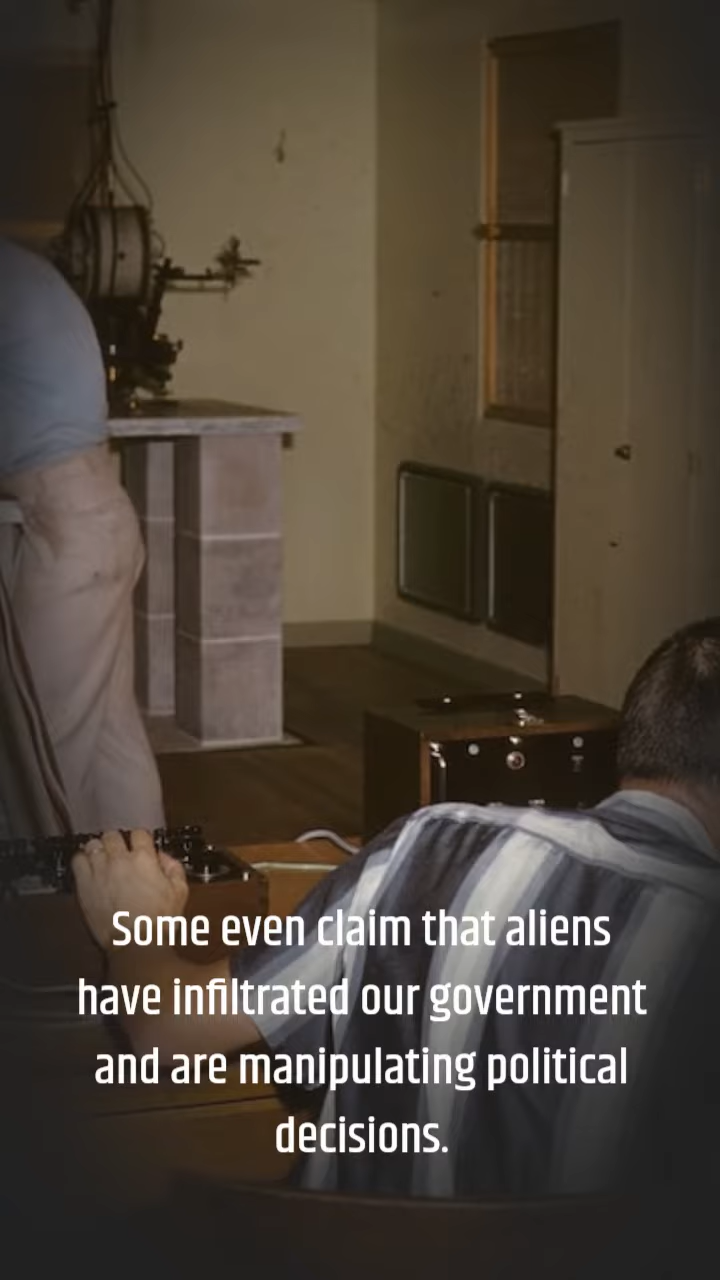 Some even claim that aliens
have infiltrated our government
and are manipulating political
decisions.